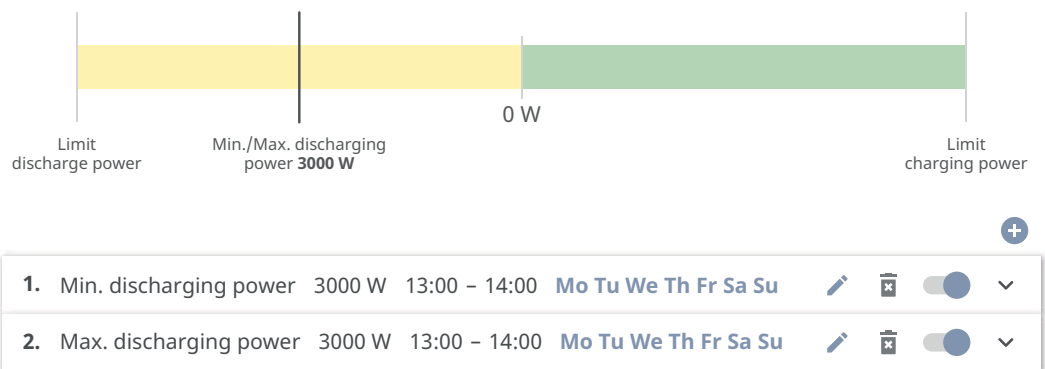 0 W
Limit
discharge power
Min./Max. discharging
power 3000 W
Limit
charging power
1. Min. discharging power 3000 W 13:00 – 14:00 Mo Tu We Th Fr Sa Su
2. Max. discharging power 3000 W 13:00 – 14:00 Mo Tu We Th Fr Sa Su